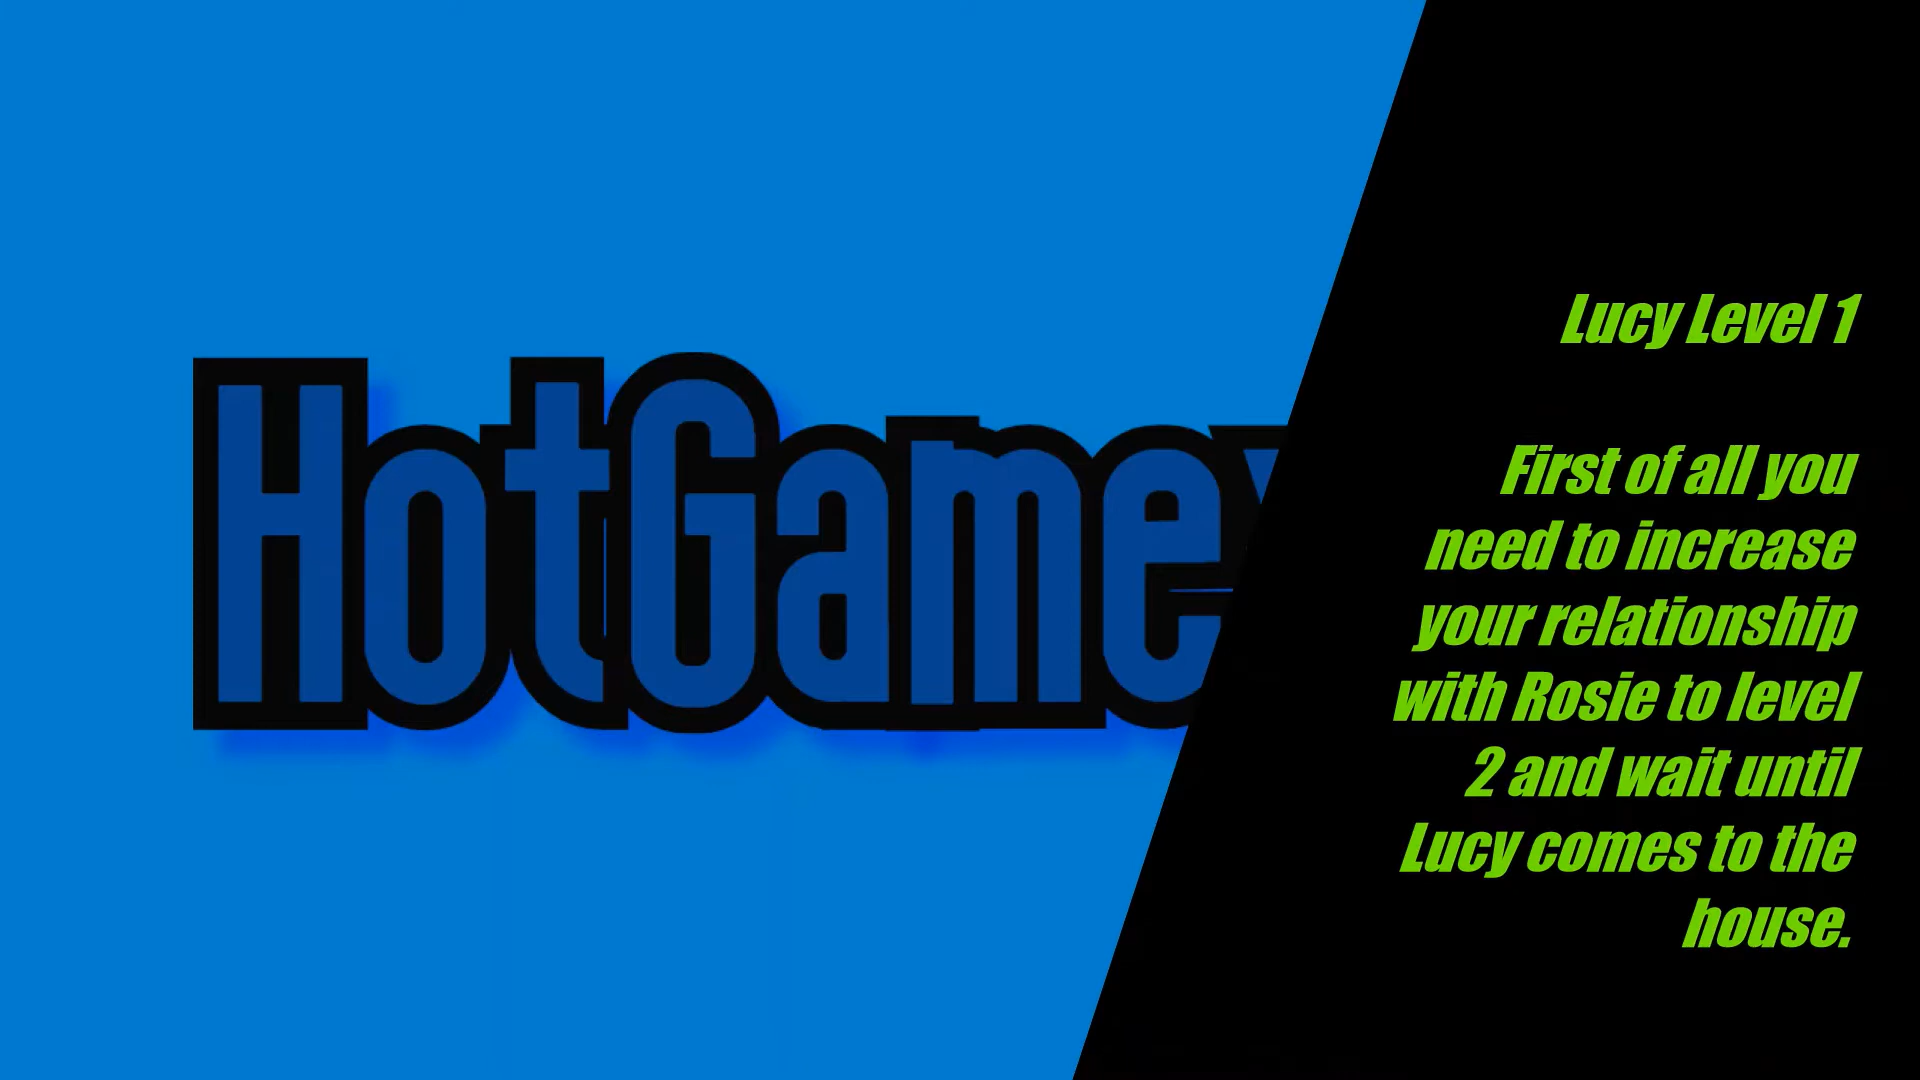 HotGame
Lucy Level 1
First of all you
need to increase
your relationship
with Rosie to level
2 and wait until
Lucy comes to the
house.